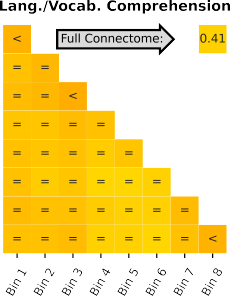 Lang./Vocab. Comprehension
< Full Connectome: 0.41
= =
= = <
= = = =
= = = = =
= = = = = =
= = = = = = =
= = = = = = = <
Bin 1 Bin 2 Bin 3 Bin 4 Bin 5 Bin 6 Bin 7 Bin 8